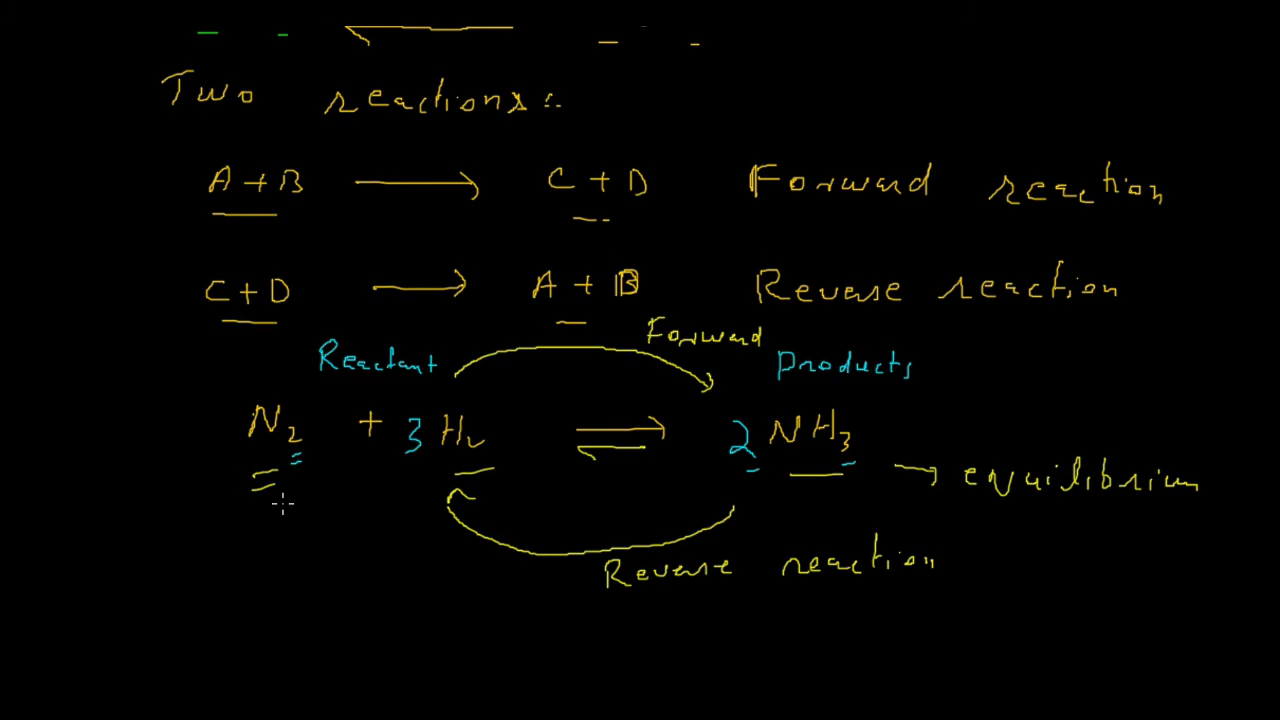 Two reactions:
A + B → C + D Forward reaction
C + D → A + B Reverse reaction
Forward
Reactant Products
N₂ + 3 H₂ ⇌ 2 NH₃ → equilibrium
Reverse reaction